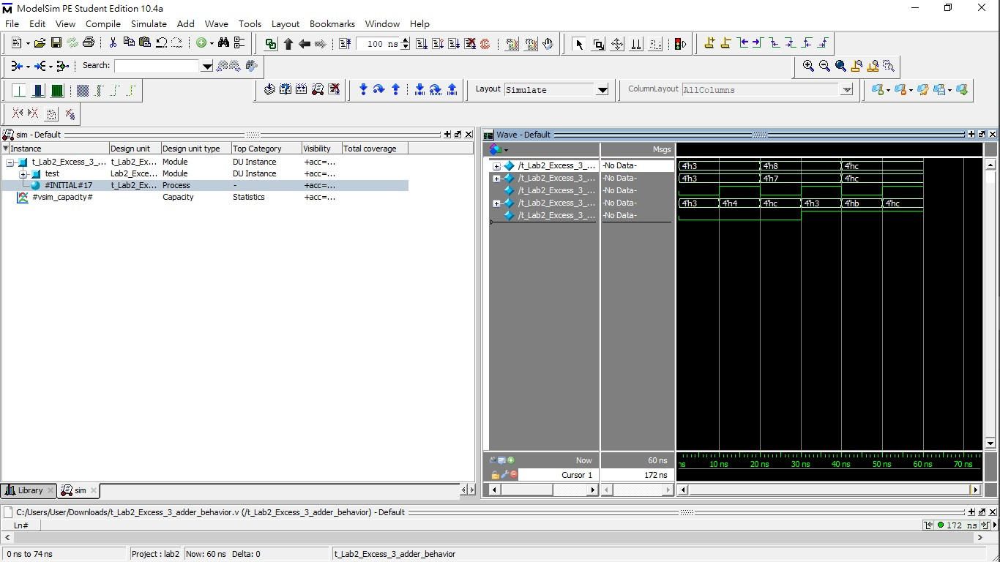 ModelSim PE Student Edition 10.4a
File Edit View Compile Simulate Add Wave Tools Layout Bookmarks Window Help
100 ns
Search:
Layout Simulate ColumnLayout AllColumns
sim - Default
Instance Design unit Design unit type Top Category Visibility Total coverage
t_Lab2_Excess_3_... t_Lab2_Ex... Module DU Instance +acc=...
test Lab2_Exce... Module DU Instance +acc=...
#INITIAL#17 t_Lab2_Ex... Process - +acc=...
#vsim_capacity# Capacity Statistics +acc=...
Library sim
Wave - Default
Msgs
/t_Lab2_Excess_3_... -No Data- 4'h3 4'h8 4'hc
/t_Lab2_Excess_3_... -No Data- 4'h3 4'h7 4'hc
/t_Lab2_Excess_3_... -No Data-
/t_Lab2_Excess_3_... -No Data- 4'h3 4'h4 4'hc 4'h3 4'hb 4'hc
/t_Lab2_Excess_3_... -No Data-
Now 60 ns ns 10 ns 20 ns 30 ns 40 ns 50 ns 60 ns 70 ns
Cursor 1 172 ns
C:/Users/User/Downloads/t_Lab2_Excess_3_adder_behavior.v (/t_Lab2_Excess_3_adder_behavior) - Default
Ln# 172 ns
0 ns to 74 ns Project : lab2 Now: 60 ns Delta: 0 t_Lab2_Excess_3_adder_behavior